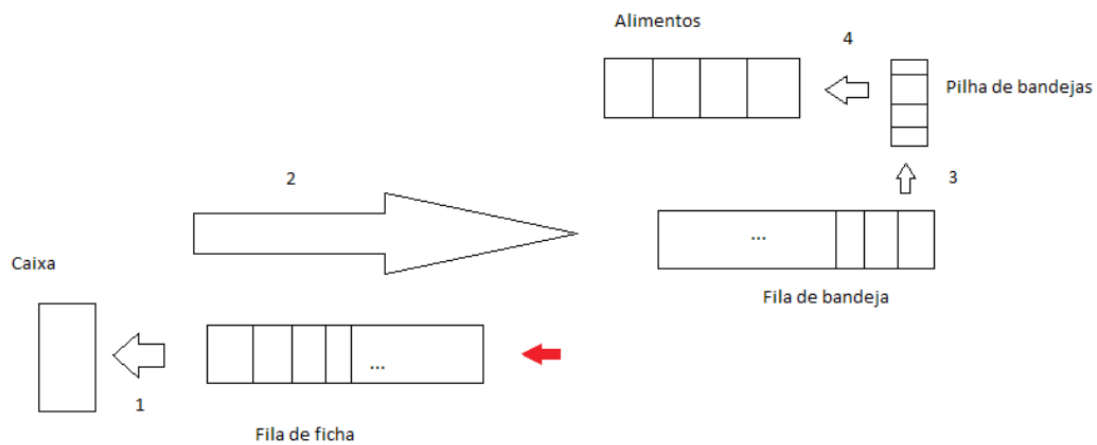 Alimentos
4
Pilha de bandejas
3
2
...
Caixa
Fila de bandeja
...
1
Fila de ficha